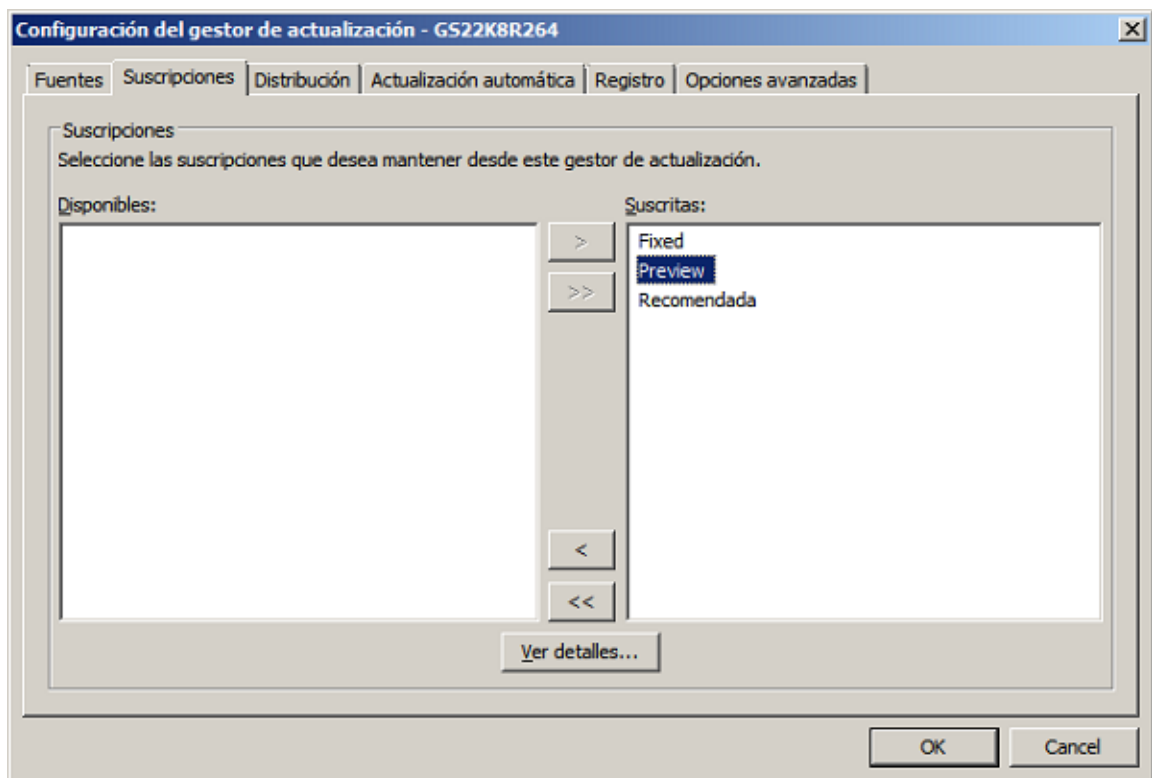 Configuración del gestor de actualización - GS22K8R264
Fuentes Suscripciones Distribución Actualización automática Registro Opciones avanzadas
Suscripciones
Seleccione las suscripciones que desea mantener desde este gestor de actualización.
Disponibles: Suscritas:
> Fixed
Preview
>> Recomendada
<
<<
Ver detalles...
OK Cancel